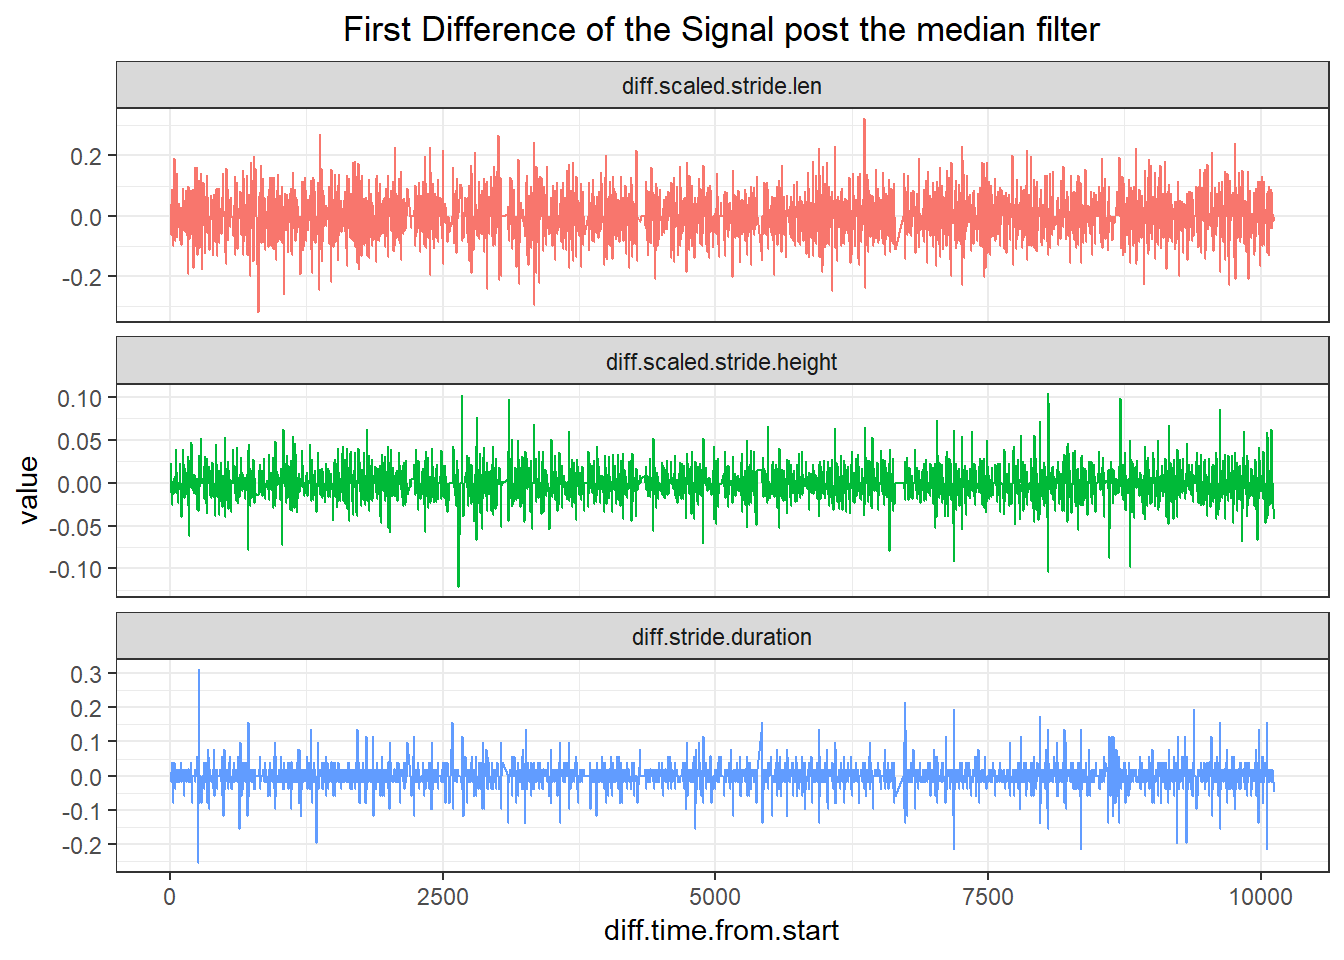 First Difference of the Signal post the median filter
diff.scaled.stride.len
0.2
0.0
-0.2
diff.scaled.stride.height
0.10
0.05
0.00
-0.05
-0.10
value
diff.stride.duration
0.3
0.2
0.1
0.0
-0.1
-0.2
0 2500 5000 7500 10000
diff.time.from.start